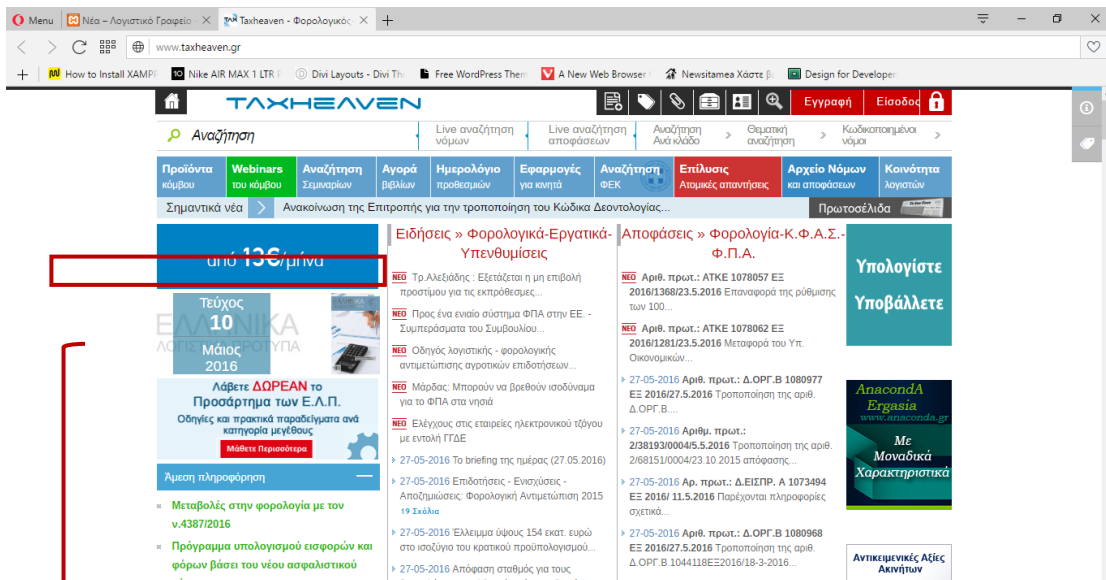 Menu
Νέα – Λογιστικό Γραφείο
Taxheaven - Φορολογικός
www.taxheaven.gr
How to Install XAMPP
Nike AIR MAX 1 LTR
Divi Layouts - Divi
Free WordPress Them
A New Web Browser
Newsitamea Χάστε
Design for Developer
TAXHEAVEN
Εγγραφή
Είσοδος
Αναζήτηση
Live αναζήτηση νόμων
Live αναζήτηση αποφάσεων
Αναζήτηση Ανά κλάδο
Θεματική αναζήτηση
Κωδικοποιημένοι νόμοι
Προϊόντα κόμβου
Webinars του κόμβου
Αναζήτηση Σεμιναρίων
Αγορά βιβλίων
Ημερολόγιο προθεσμιών
Εφαρμογές για κινητά
Αναζήτηση ΦΕΚ
Επίλυσις Ατομικές απαντήσεις
Αρχείο Νόμων και αποφάσεων
Κοινότητα λογιστών
Σημαντικά νέα
Ανακοίνωση της Επιτροπής για την τροποποίηση του Κώδικα Δεοντολογίας...
Πρωτοσέλιδα
από 13€/μήνα
Τεύχος
10
Μάιος
2016
ΕΛΛΗΝΙΚΑ
ΛΟΓΙΣΤΙΚΑ ΠΡΟΤΥΠΑ
Λάβετε ΔΩΡΕΑΝ το
Προσάρτημα των Ε.Λ.Π.
Οδηγίες και πρακτικά παραδείγματα ανά
κατηγορία μεγέθους
Μάθετε Περισσότερα
Άμεση πληροφόρηση
Μεταβολές στην φορολογία με τον
ν.4387/2016
Πρόγραμμα υπολογισμού εισφορών και
φόρων βάσει του νέου ασφαλιστικού
Ειδήσεις » Φορολογικά-Εργατικά-
Υπενθυμίσεις
ΝΕΟ Τρ.Αλεξιάδης : Εξετάζεται η μη επιβολή
προστίμου για τις εκπρόθεσμες...
ΝΕΟ Προς ένα ενιαίο σύστημα ΦΠΑ στην ΕΕ. -
Συμπεράσματα του Συμβουλίου...
ΝΕΟ Οδηγός λογιστικής - φορολογικής
αντιμετώπισης αγροτικών επιδοτήσεων...
ΝΕΟ Μάρδας: Μπορούν να βρεθούν ισοδύναμα
για το ΦΠΑ στα νησιά
ΝΕΟ Ελέγχους στις εταιρείες ηλεκτρονικού τζόγου
με εντολή ΓΓΔΕ
27-05-2016 Το briefing της ημέρας (27.05.2016)
27-05-2016 Επιδοτήσεις - Ενισχύσεις -
Αποζημιώσεις: Φορολογική Αντιμετώπιση 2015
19 Σχόλια
27-05-2016 Έλλειμμα ύψους 154 εκατ. ευρώ
στο ισοζύγιο του κρατικού προϋπολογισμού...
27-05-2016 Απόφαση σταθμός για τους
Αποφάσεις » Φορολογία-Κ.Φ.Α.Σ.-
Φ.Π.Α.
ΝΕΟ Αριθ. πρωτ.: ΑΤΚΕ 1078057 ΕΞ
2016/1368/23.5.2016 Επαναφορά της ρύθμισης
των 100...
ΝΕΟ Αριθ. πρωτ.: ΑΤΚΕ 1078062 ΕΞ
2016/1281/23.5.2016 Μεταφορά του Υπ.
Οικονομικών...
27-05-2016 Αριθ. πρωτ.: Δ.ΟΡΓ.Β 1080977
ΕΞ 2016/27.5.2016 Τροποποίηση της αριθ.
Δ.ΟΡΓ.Β....
27-05-2016 Αριθμ. πρωτ.:
2/38193/0004/5.5.2016 Τροποποίηση της αριθ.
2/68151/0004/23.10.2015 απόφασης...
27-05-2016 Αρ. πρωτ.: Δ.ΕΙΣΠΡ. Α 1073494
ΕΞ 2016/ 11.5.2016 Παρέχονται πληροφορίες
σχετικά...
27-05-2016 Αριθ. πρωτ.: Δ.ΟΡΓ.Β 1080968
ΕΞ 2016/27.5.2016 Τροποποίηση της αριθ.
Δ.ΟΡΓ.Β.1044118ΕΞ2016/18-3-2016...
Υπολογίστε
Υποβάλλετε
AnacondA
Ergasia
www.anaconda.gr
Με
Μοναδικά
Χαρακτηριστικά
Αντικειμενικές Αξίες
Ακινήτων